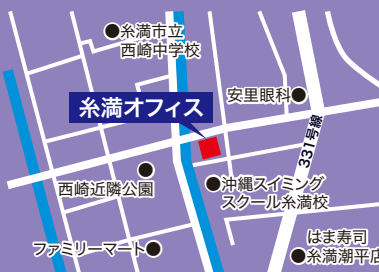 糸満市立
西崎中学校
糸満オフィス
安里眼科
331号線
西崎近隣公園
沖縄スイミング
スクール糸満校
ファミリーマート
はま寿司
糸満潮平店